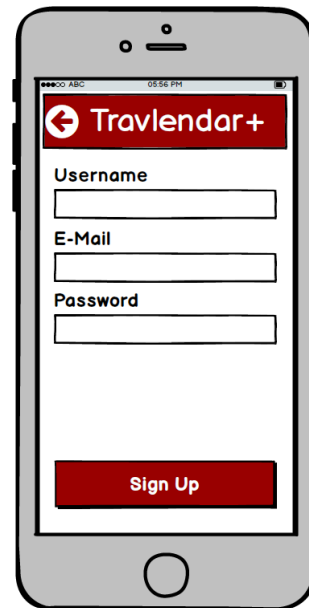 ABC 05:56 PM
Travlendar+
Username
E-Mail
Password
Sign Up